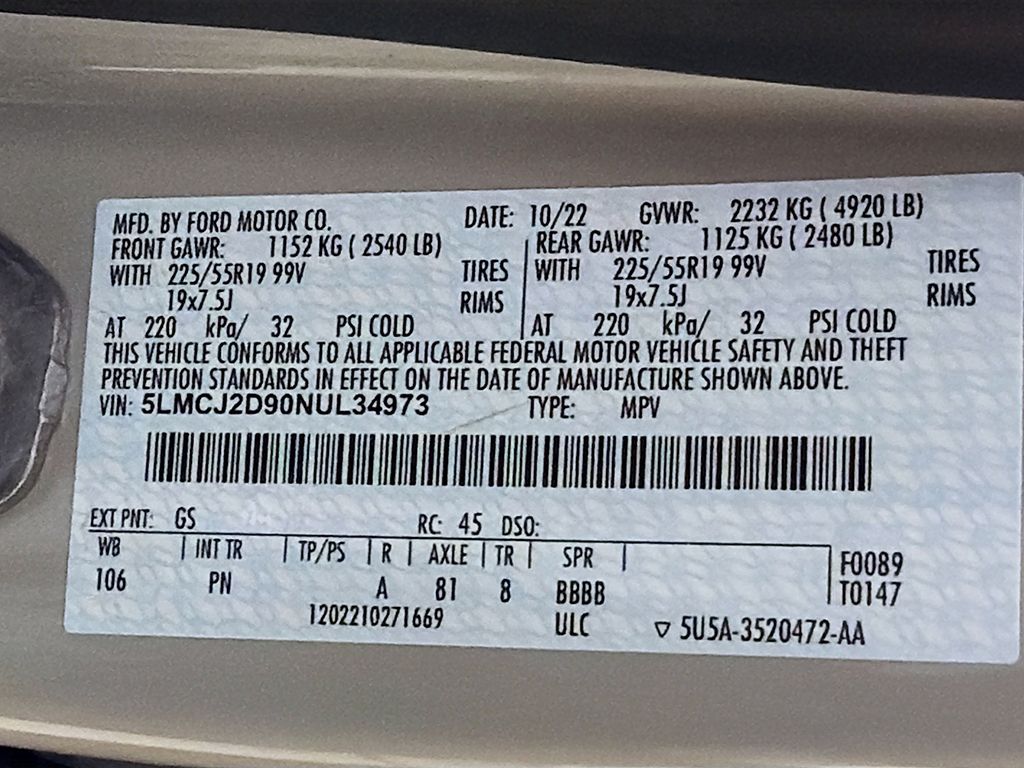 MFD. BY FORD MOTOR CO. DATE: 10/22 GVWR: 2232 KG ( 4920 LB)
FRONT GAWR: 1152 KG ( 2540 LB) REAR GAWR: 1125 KG ( 2480 LB)
WITH 225/55R19 99V TIRES WITH 225/55R19 99V TIRES
19x7.5J RIMS 19x7.5J RIMS
AT 220 kPa/ 32 PSI COLD AT 220 kPa/ 32 PSI COLD
THIS VEHICLE CONFORMS TO ALL APPLICABLE FEDERAL MOTOR VEHICLE SAFETY AND THEFT
PREVENTION STANDARDS IN EFFECT ON THE DATE OF MANUFACTURE SHOWN ABOVE.
VIN: 5LMCJ2D90NUL34973 TYPE: MPV
EXT PNT: GS RC: 45 DSO:
WB INT TR TP/PS R AXLE TR SPR F0089
106 PN A 81 8 BBBB T0147
1202210271669 ULC ▽ 5U5A-3520472-AA